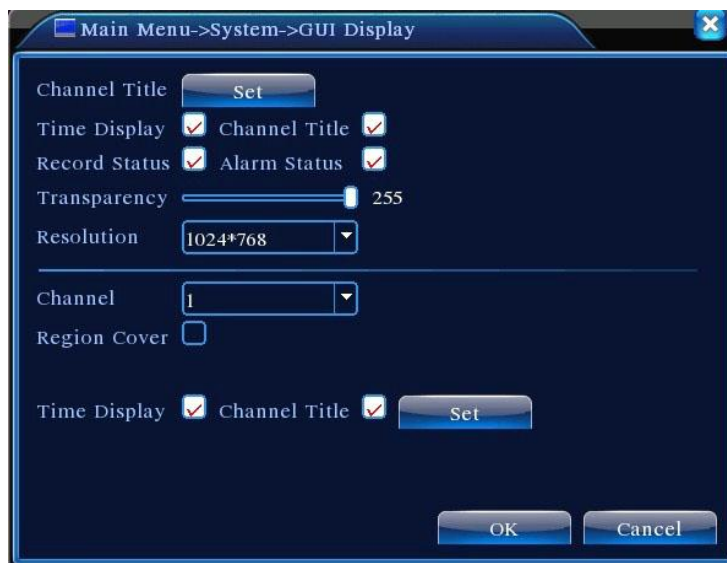 Main Menu->System->GUI Display
Channel Title Set
Time Display Channel Title
Record Status Alarm Status
Transparency 255
Resolution 1024*768
Channel 1
Region Cover
Time Display Channel Title Set
OK Cancel